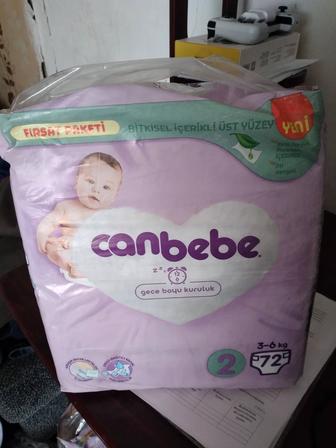 FIRSAT PAKETİ
BİTKİSEL İÇERİKLİ ÜST YÜZEY
YENİ
canbebe
gece boyu kuruluk
2
3-6 kg
72